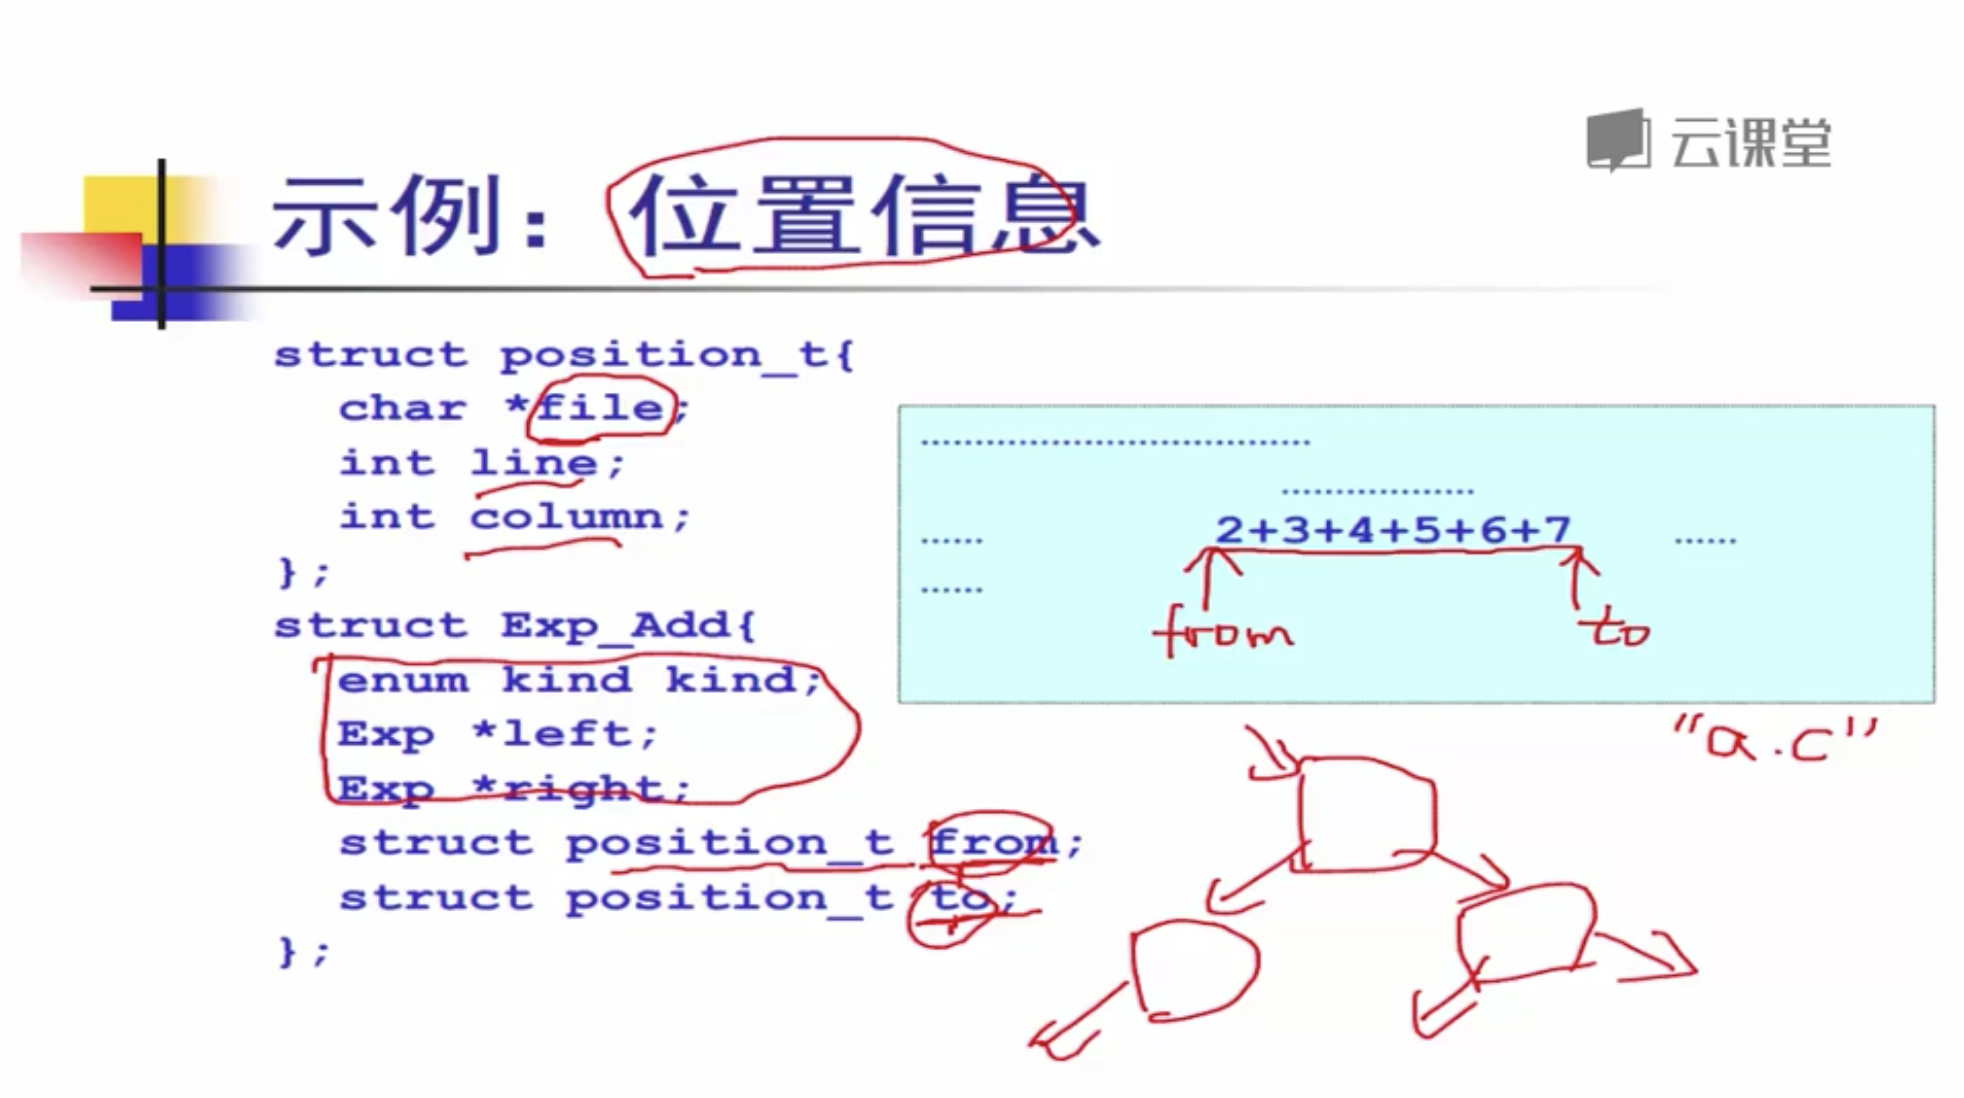 云课堂
示例：位置信息
struct position_t{
char *file;
int line;
int column;
};
struct Exp_Add{
enum kind kind;
Exp *left;
Exp *right;
struct position_t from;
struct position_t to;
};
....................................
..................
...... 2+3+4+5+6+7 ......
......
from to
"a.c"